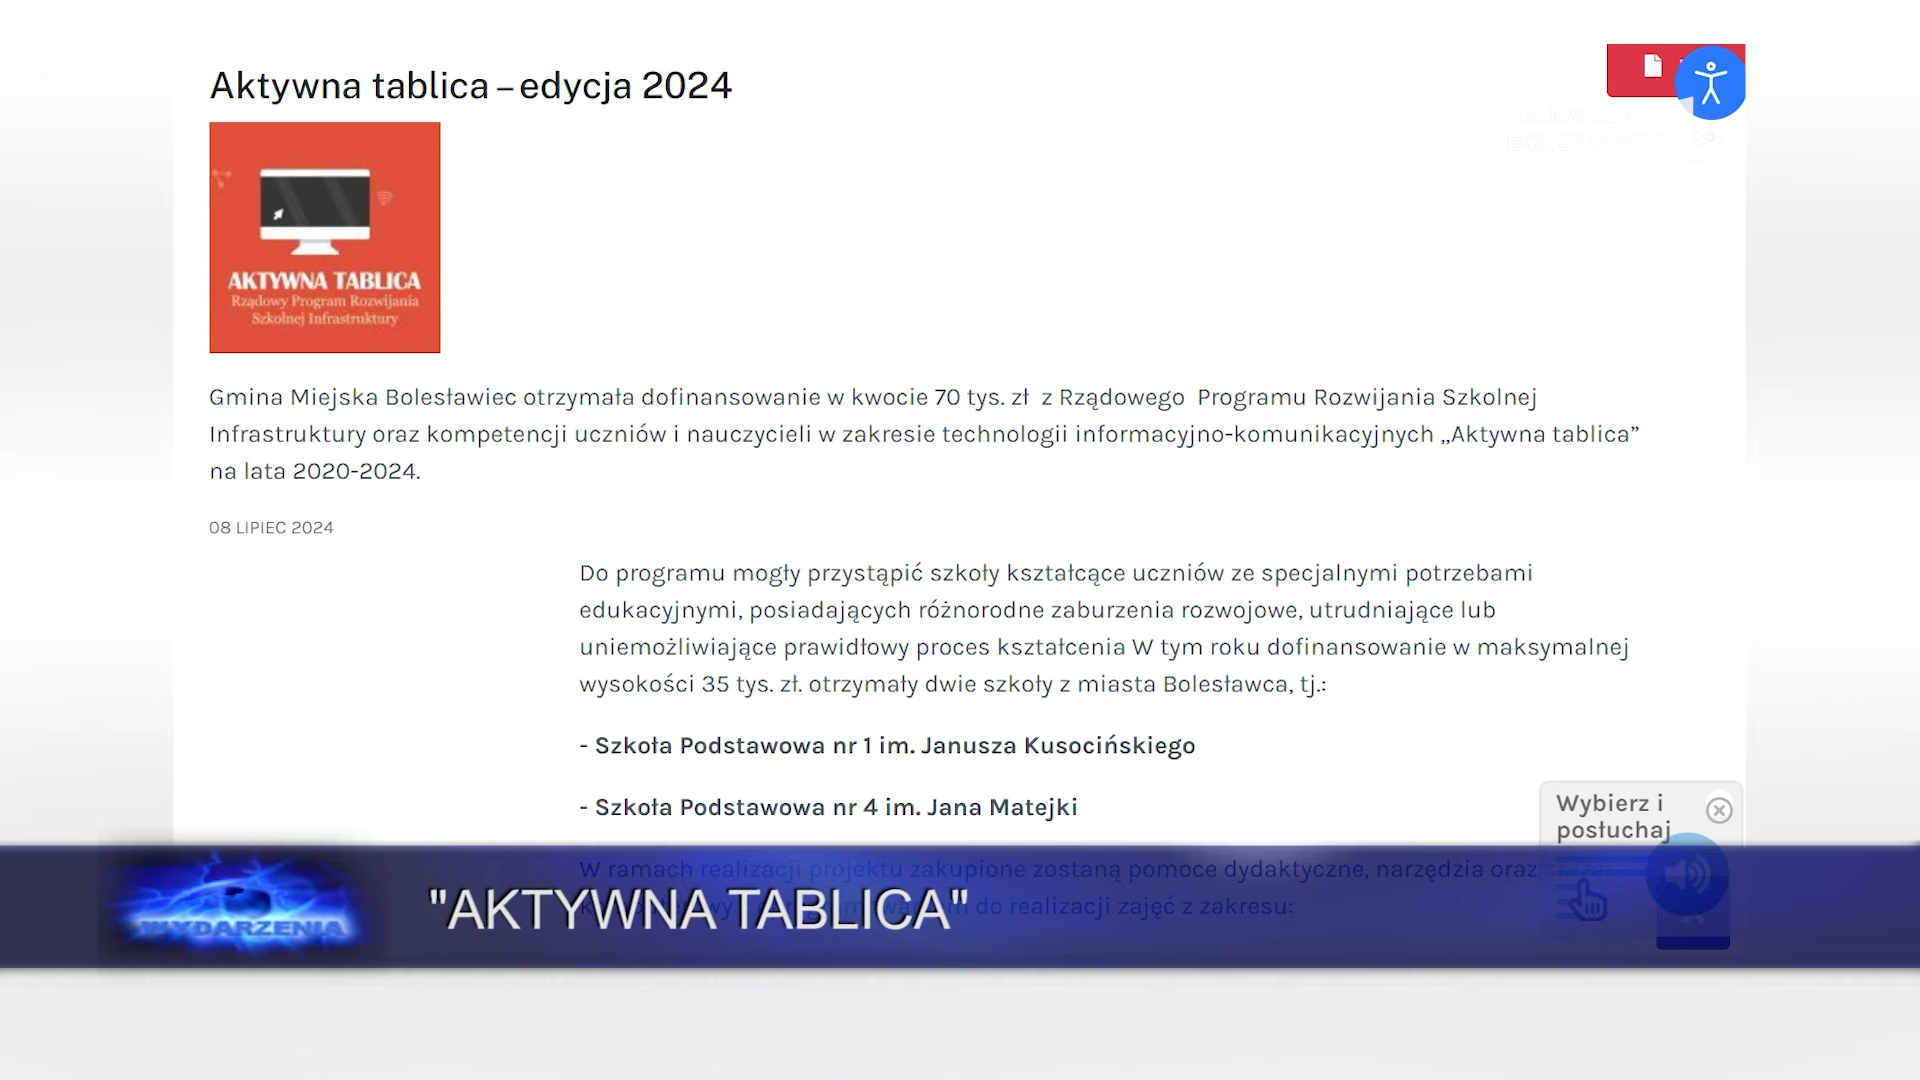 Aktywna tablica – edycja 2024
AKTYWNA TABLICA
Rządowy Program Rozwijania
Szkolnej Infrastruktury
Gmina Miejska Bolesławiec otrzymała dofinansowanie w kwocie 70 tys. zł z Rządowego Programu Rozwijania Szkolnej
Infrastruktury oraz kompetencji uczniów i nauczycieli w zakresie technologii informacyjno-komunikacyjnych „Aktywna tablica”
na lata 2020-2024.
08 LIPIEC 2024
Do programu mogły przystąpić szkoły kształcące uczniów ze specjalnymi potrzebami
edukacyjnymi, posiadających różnorodne zaburzenia rozwojowe, utrudniające lub
uniemożliwiające prawidłowy proces kształcenia W tym roku dofinansowanie w maksymalnej
wysokości 35 tys. zł. otrzymały dwie szkoły z miasta Bolesławca, tj.:
- Szkoła Podstawowa nr 1 im. Janusza Kusocińskiego
- Szkoła Podstawowa nr 4 im. Jana Matejki
Wybierz i
posłuchaj
W ramach realizacji projektu zakupione zostaną pomoce dydaktyczne, narzędzia oraz
do realizacji zajęć z zakresu:
WYDARZENIA
"AKTYWNA TABLICA"